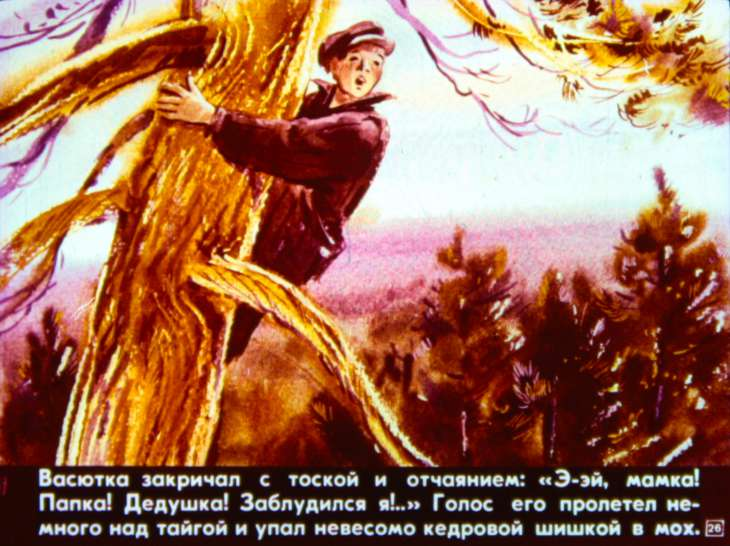 Васютка закричал с тоской и отчаянием: «Э-эй, мамка!
Папка! Дедушка! Заблудился я!..» Голос его пролетел не-
много над тайгой и упал невесомо кедровой шишкой в мох. 26